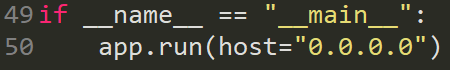 49 if __name__ == "__main__":
50     app.run(host="0.0.0.0")